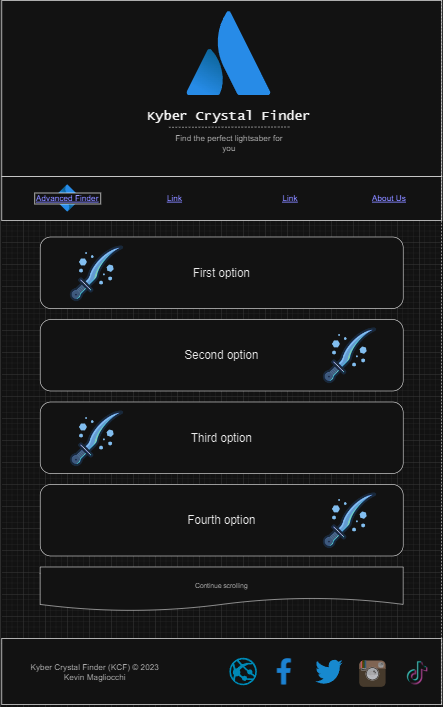 Kyber Crystal Finder
Find the perfect lightsaber for
you
Advanced Finder
Link
Link
About Us
First option
Second option
Third option
Fourth option
Continue scrolling
Kyber Crystal Finder (KCF) © 2023
Kevin Magliocchi